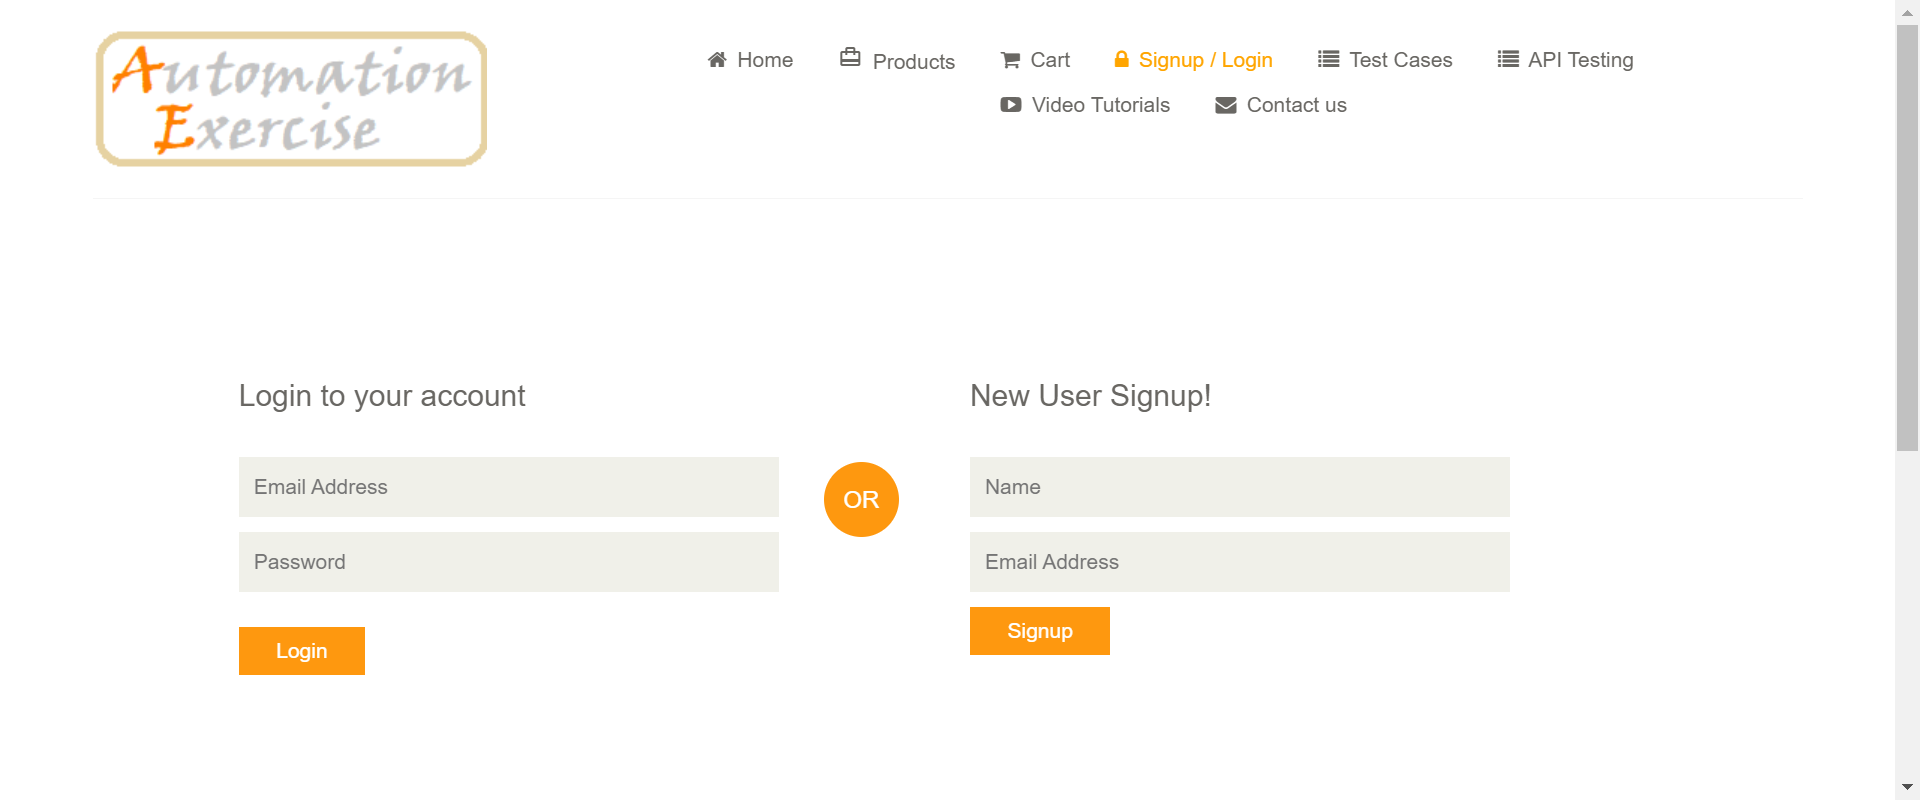 Automation
Exercise
Home Products Cart Signup / Login Test Cases API Testing
Video Tutorials Contact us
Login to your account
Email Address
Password
Login
OR
New User Signup!
Name
Email Address
Signup